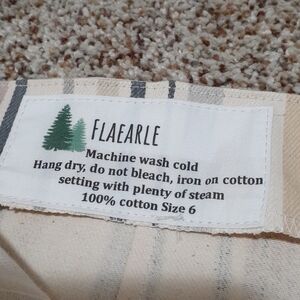 FLAEARLE
Machine wash cold
Hang dry, do not bleach, iron on cotton
setting with plenty of steam
100% cotton Size 6